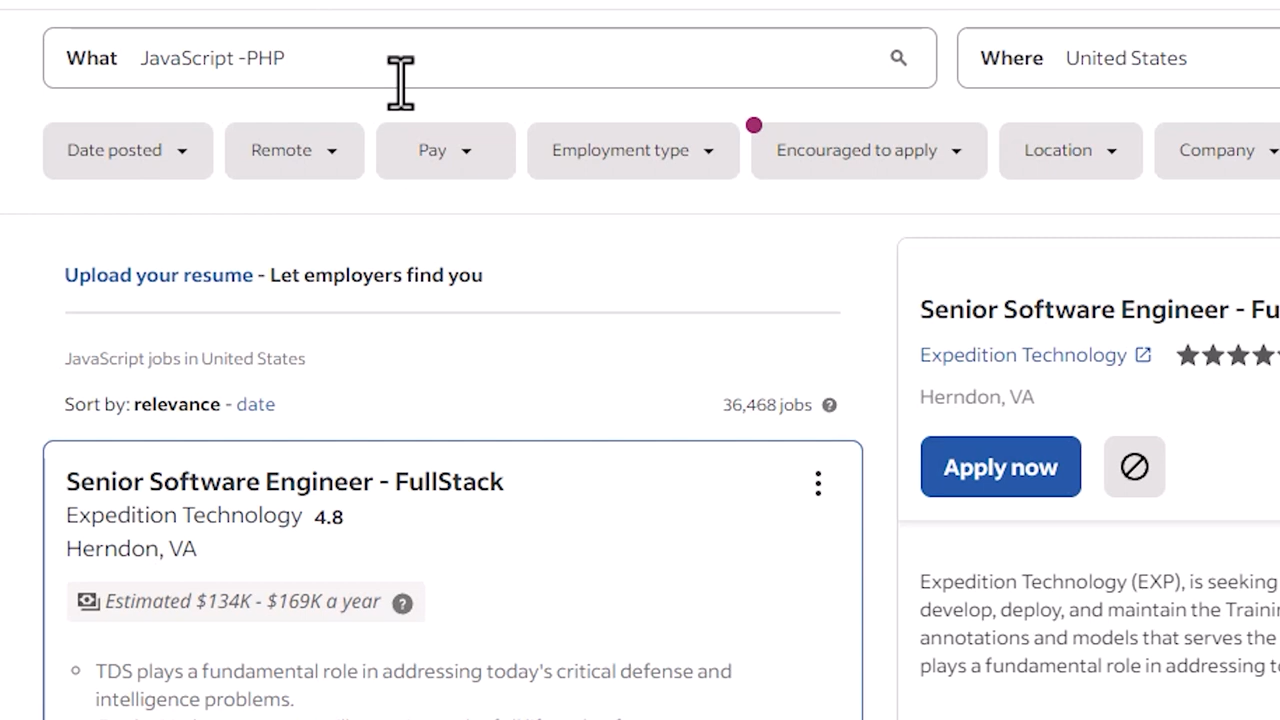 What JavaScript -PHP
Where United States
Date posted
Remote
Pay
Employment type
Encouraged to apply
Location
Company
Upload your resume - Let employers find you
JavaScript jobs in United States
Sort by: relevance - date
36,468 jobs
Senior Software Engineer - FullStack
Expedition Technology 4.8
Herndon, VA
Estimated $134K - $169K a year
TDS plays a fundamental role in addressing today's critical defense and
intelligence problems.
Senior Software Engineer - Fu
Expedition Technology
Herndon, VA
Apply now
Expedition Technology (EXP), is seeking
develop, deploy, and maintain the Trainin
annotations and models that serves the
plays a fundamental role in addressing to